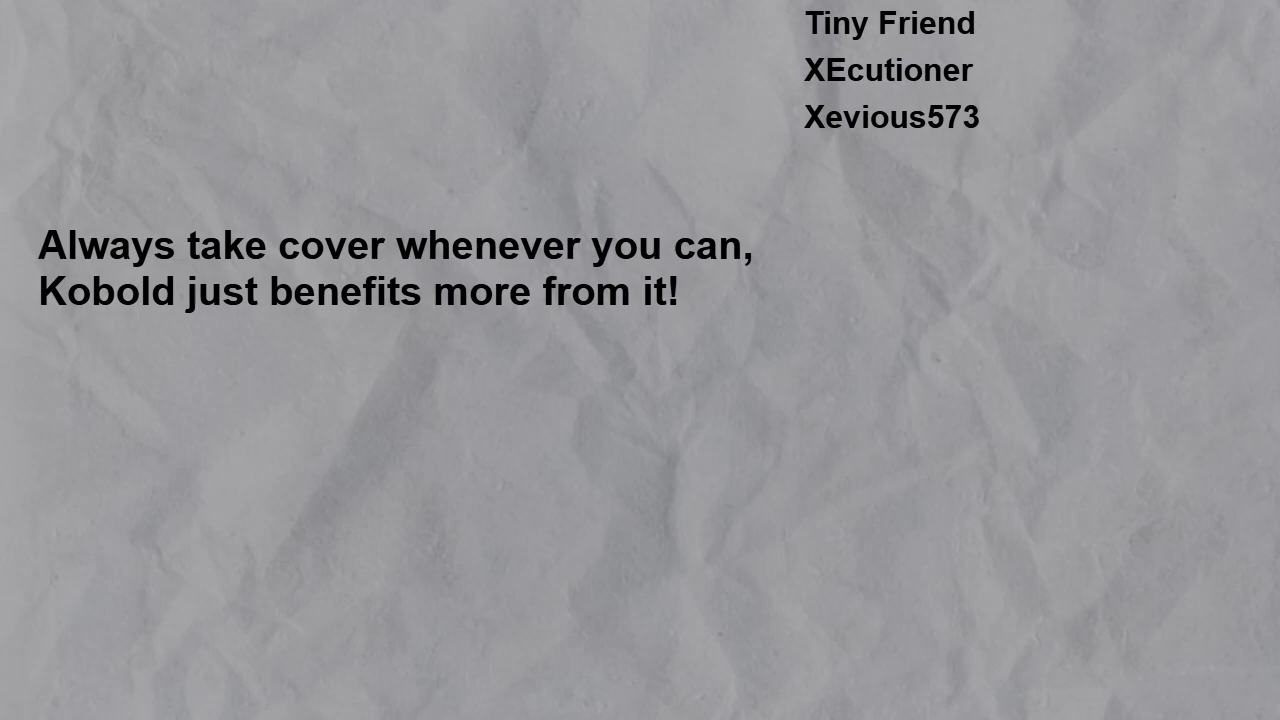 Tiny Friend
XEcutioner
Xevious573
Always take cover whenever you can,
Kobold just benefits more from it!